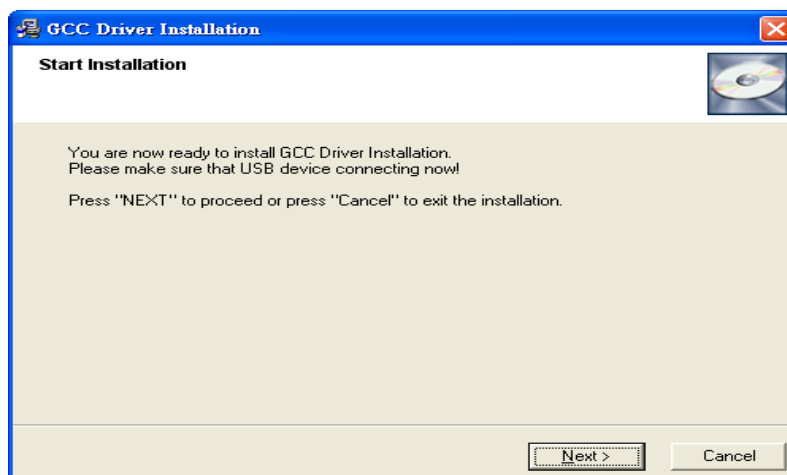 GCC Driver Installation
Start Installation
You are now ready to install GCC Driver Installation.
Please make sure that USB device connecting now!
Press "NEXT" to proceed or press "Cancel" to exit the installation.
Next >
Cancel